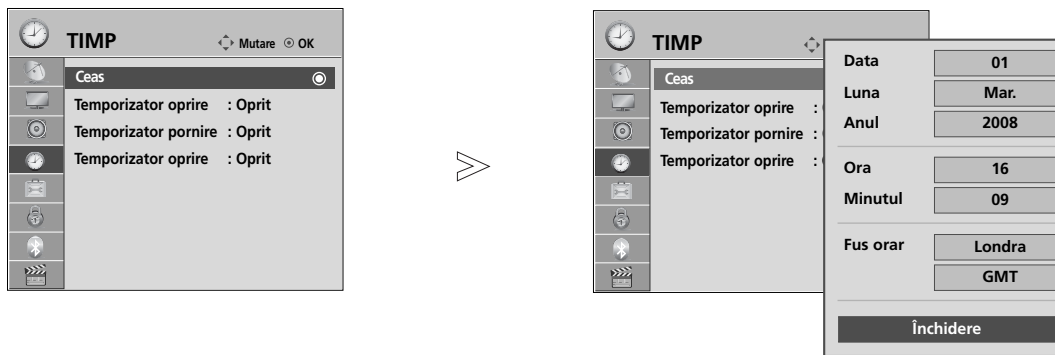 TIMP
Mutare OK
Ceas
Temporizator oprire : Oprit
Temporizator pornire : Oprit
Temporizator oprire : Oprit
TIMP
Ceas
Temporizator oprire :
Temporizator pornire :
Temporizator oprire :
Data 01
Luna Mar.
Anul 2008
Ora 16
Minutul 09
Fus orar Londra
GMT
Închidere